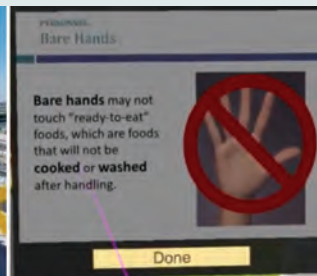 PERSONNEL
Bare Hands
Bare hands may not
touch "ready-to-eat"
foods, which are foods
that will not be
cooked or washed
after handling.
Done